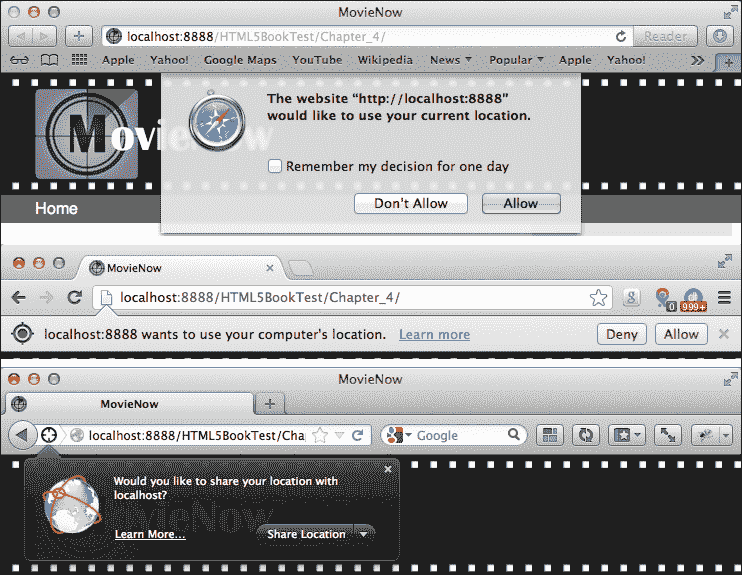 MovieNow
localhost:8888/HTML5BookTest/Chapter_4/
Reader
Apple Yahoo! Google Maps YouTube Wikipedia News Popular Apple Yahoo!
MovieNow
The website “http://localhost:8888”
would like to use your current location.
Remember my decision for one day
Don't Allow Allow
Home
MovieNow
localhost:8888/HTML5BookTest/Chapter_4/
g 0 999+
localhost:8888 wants to use your computer's location. Learn more Deny Allow
MovieNow
MovieNow
localhost:8888/HTML5BookTest/Cha
Google
Would you like to share your location with
localhost?
MovieNow
Learn More...
Share Location